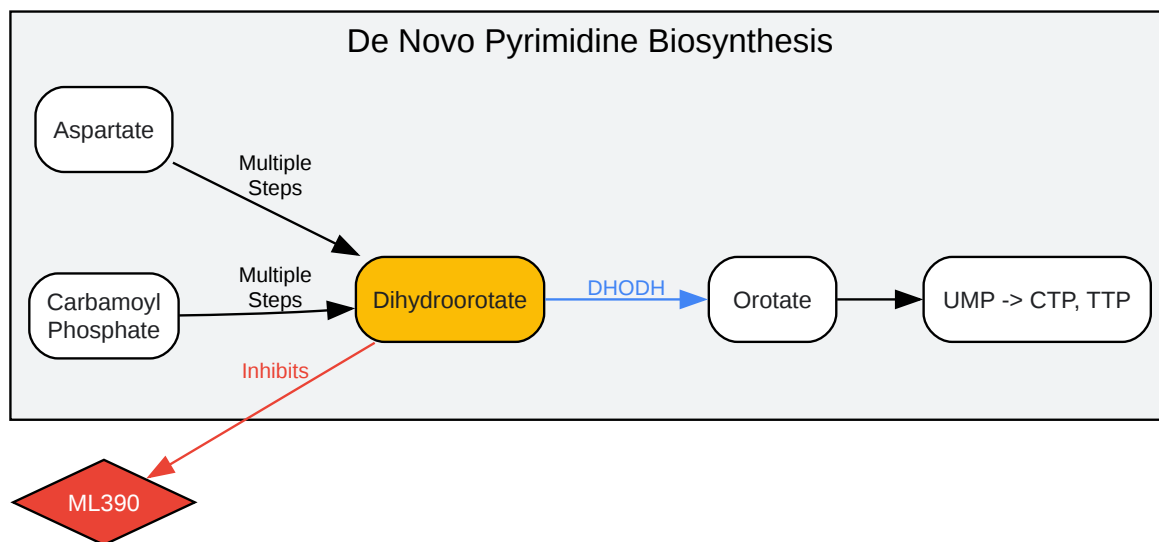 De Novo Pyrimidine Biosynthesis
Aspartate
Multiple
Steps
Carbamoyl
Phosphate
Multiple
Steps
Dihydroorotate
DHODH
Orotate
UMP -> CTP, TTP
Inhibits
ML390